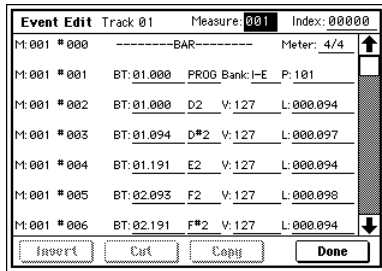 Event Edit Track 01 Measure: 001 Index: 00000
M: 001 # 000 --------BAR-------- Meter: 4/4
M: 001 # 001 BT: 01.000 PROG Bank: I-E P: 101
M: 001 # 002 BT: 01.000 D2 V: 127 L: 000.094
M: 001 # 003 BT: 01.094 D#2 V: 127 L: 000.097
M: 001 # 004 BT: 01.191 E2 V: 127 L: 000.094
M: 001 # 005 BT: 02.093 F2 V: 127 L: 000.098
M: 001 # 006 BT: 02.191 F#2 V: 127 L: 000.094
Insert Cut Copy Done